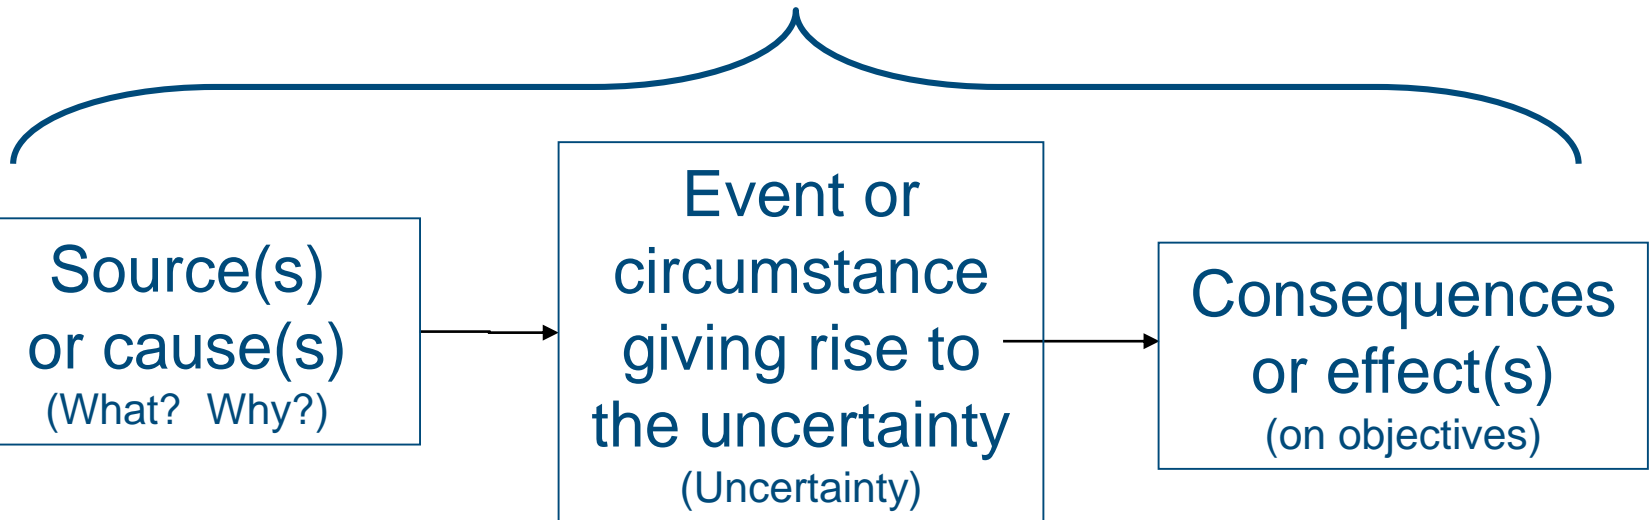 Source(s)
or cause(s)
(What?  Why?)
Event or
circumstance
giving rise to
the uncertainty
(Uncertainty)
Consequences
or effect(s)
(on objectives)